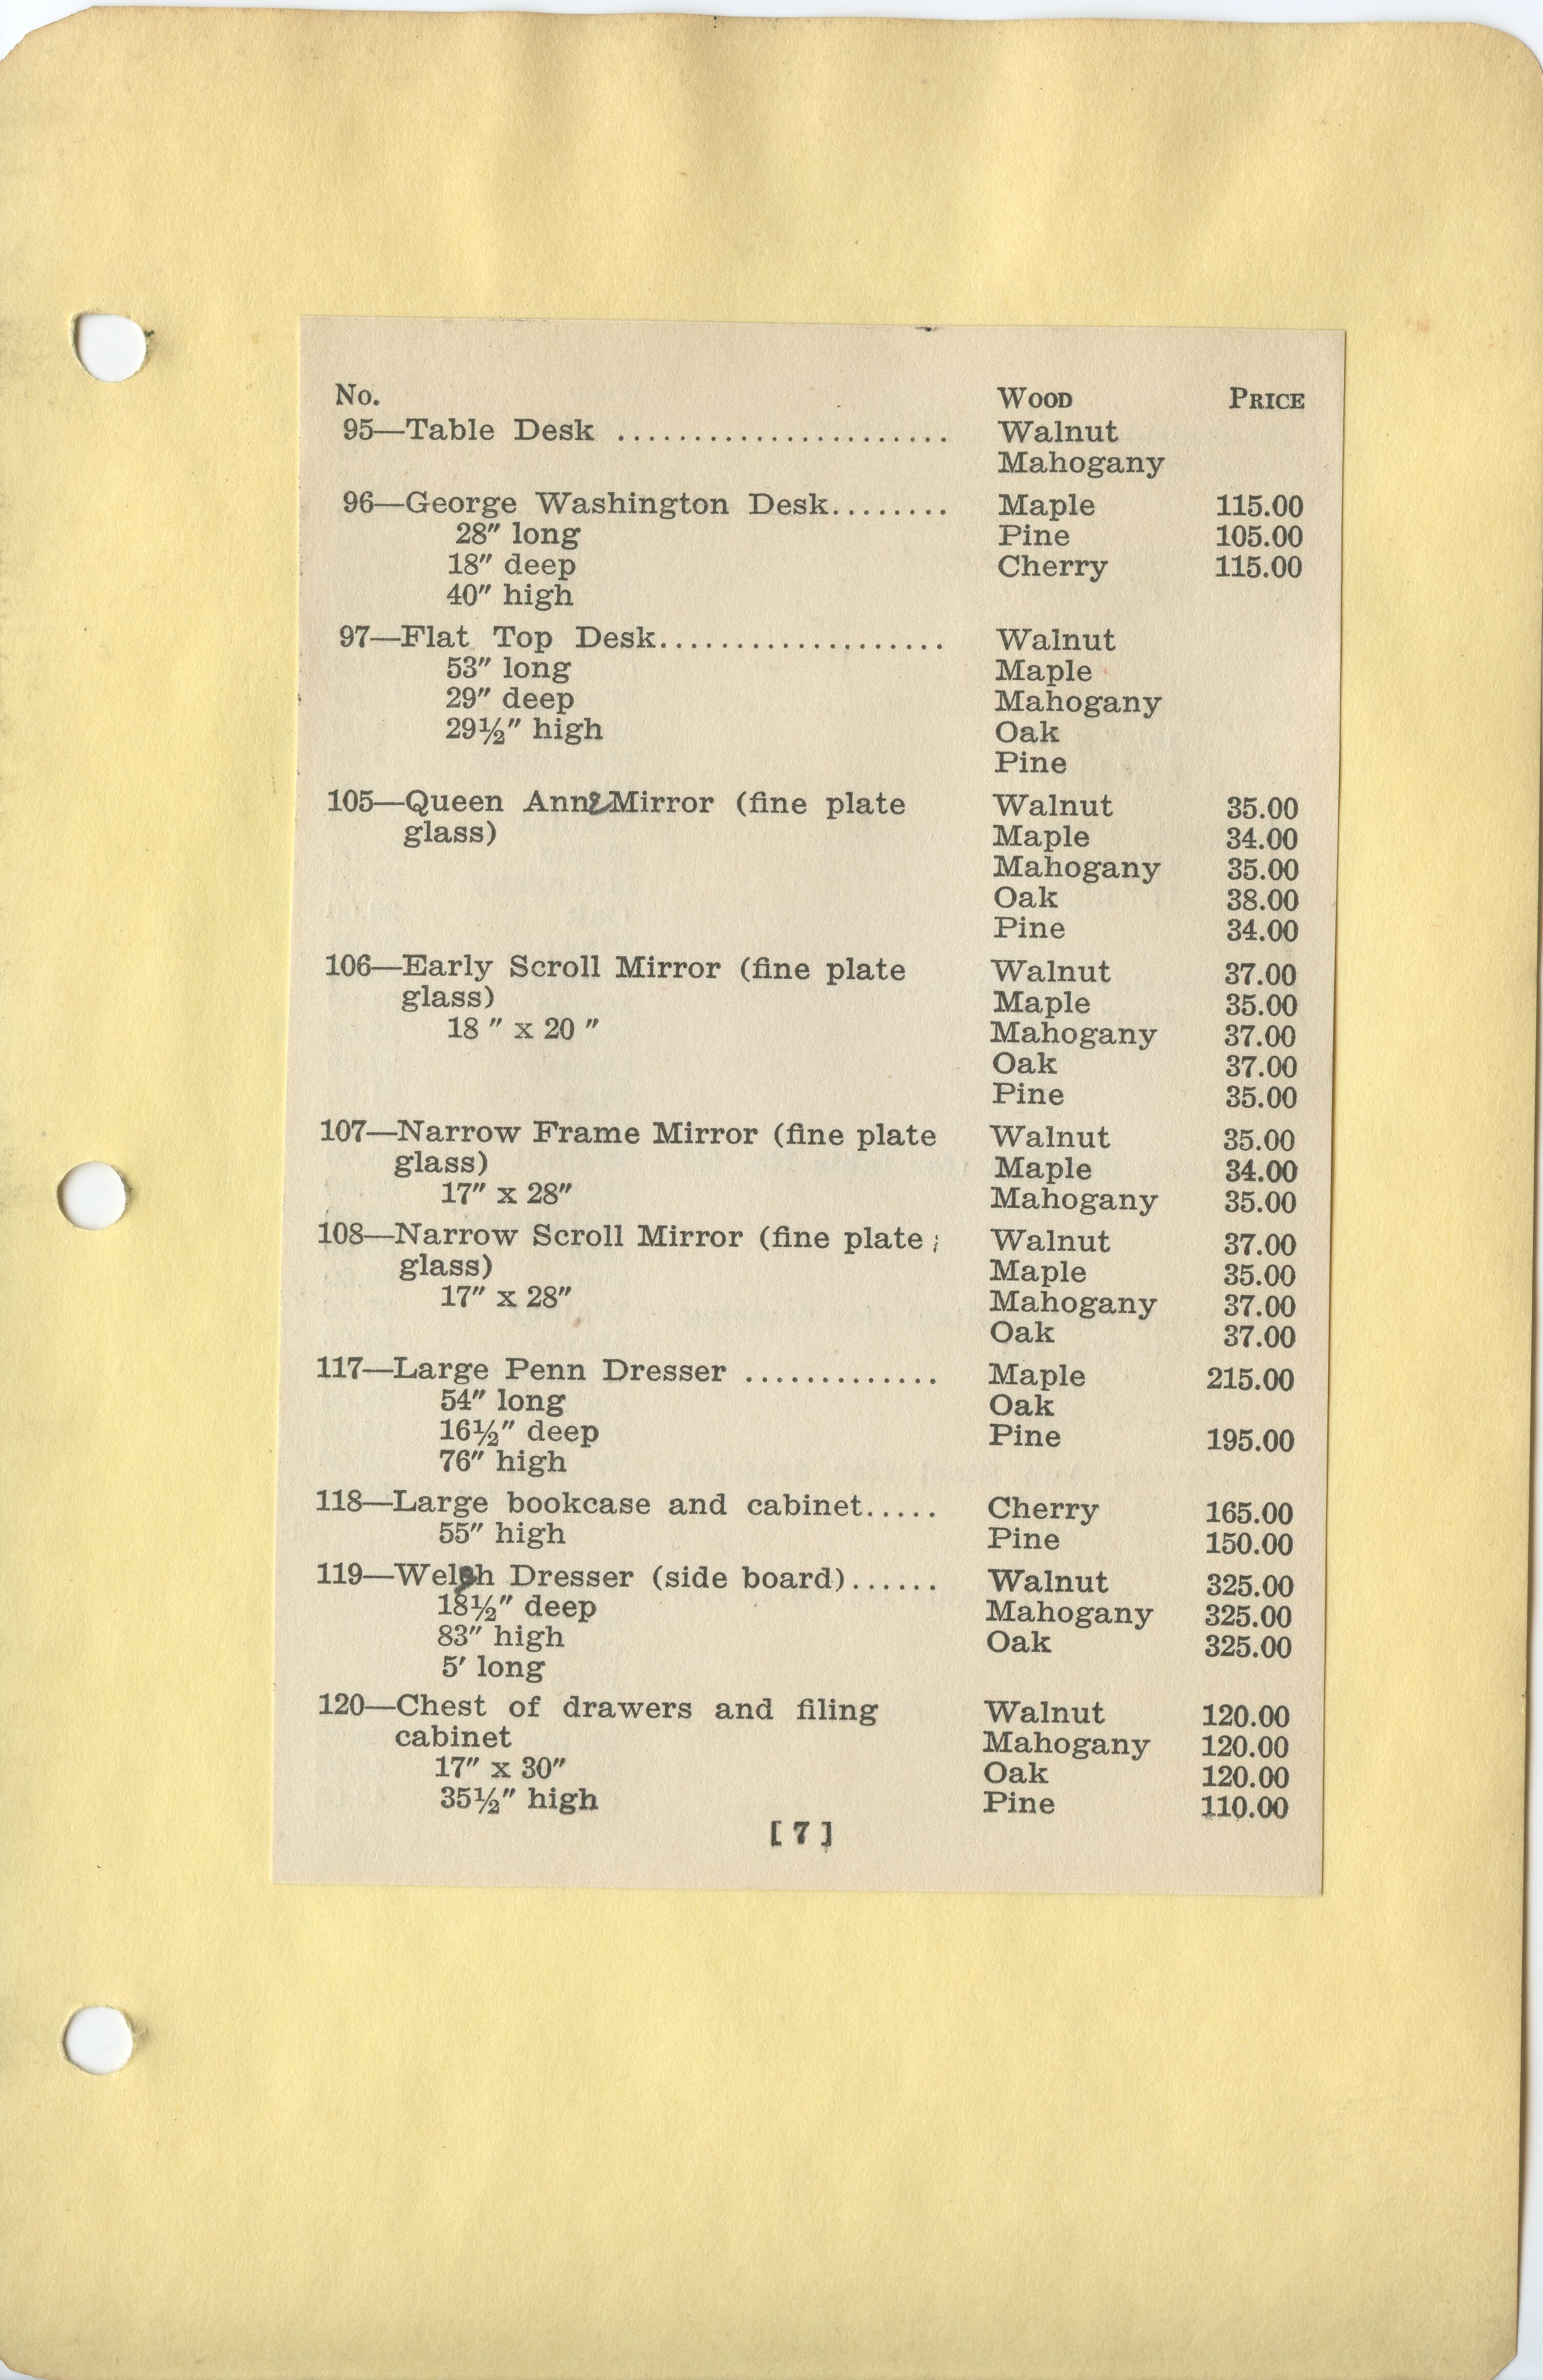 No. Wood Price
95—Table Desk ...................... Walnut
Mahogany
96—George Washington Desk........ Maple 115.00
28″ long Pine 105.00
18″ deep Cherry 115.00
40″ high
97—Flat Top Desk................... Walnut
53″ long Maple
29″ deep Mahogany
29½″ high Oak
Pine
105—Queen Anne Mirror (fine plate Walnut 35.00
glass) Maple 34.00
Mahogany 35.00
Oak 38.00
Pine 34.00
106—Early Scroll Mirror (fine plate Walnut 37.00
glass) Maple 35.00
18 ″ x 20 ″ Mahogany 37.00
Oak 37.00
Pine 35.00
107—Narrow Frame Mirror (fine plate Walnut 35.00
glass) Maple 34.00
17″ x 28″ Mahogany 35.00
108—Narrow Scroll Mirror (fine plate Walnut 37.00
glass) Maple 35.00
17″ x 28″ Mahogany 37.00
Oak 37.00
117—Large Penn Dresser ............. Maple 215.00
54″ long Oak
16½″ deep Pine 195.00
76″ high
118—Large bookcase and cabinet..... Cherry 165.00
55″ high Pine 150.00
119—Welsh Dresser (side board)...... Walnut 325.00
18½″ deep Mahogany 325.00
83″ high Oak 325.00
5′ long
120—Chest of drawers and filing Walnut 120.00
cabinet Mahogany 120.00
17″ x 30″ Oak 120.00
35½″ high Pine 110.00
[ 7 ]